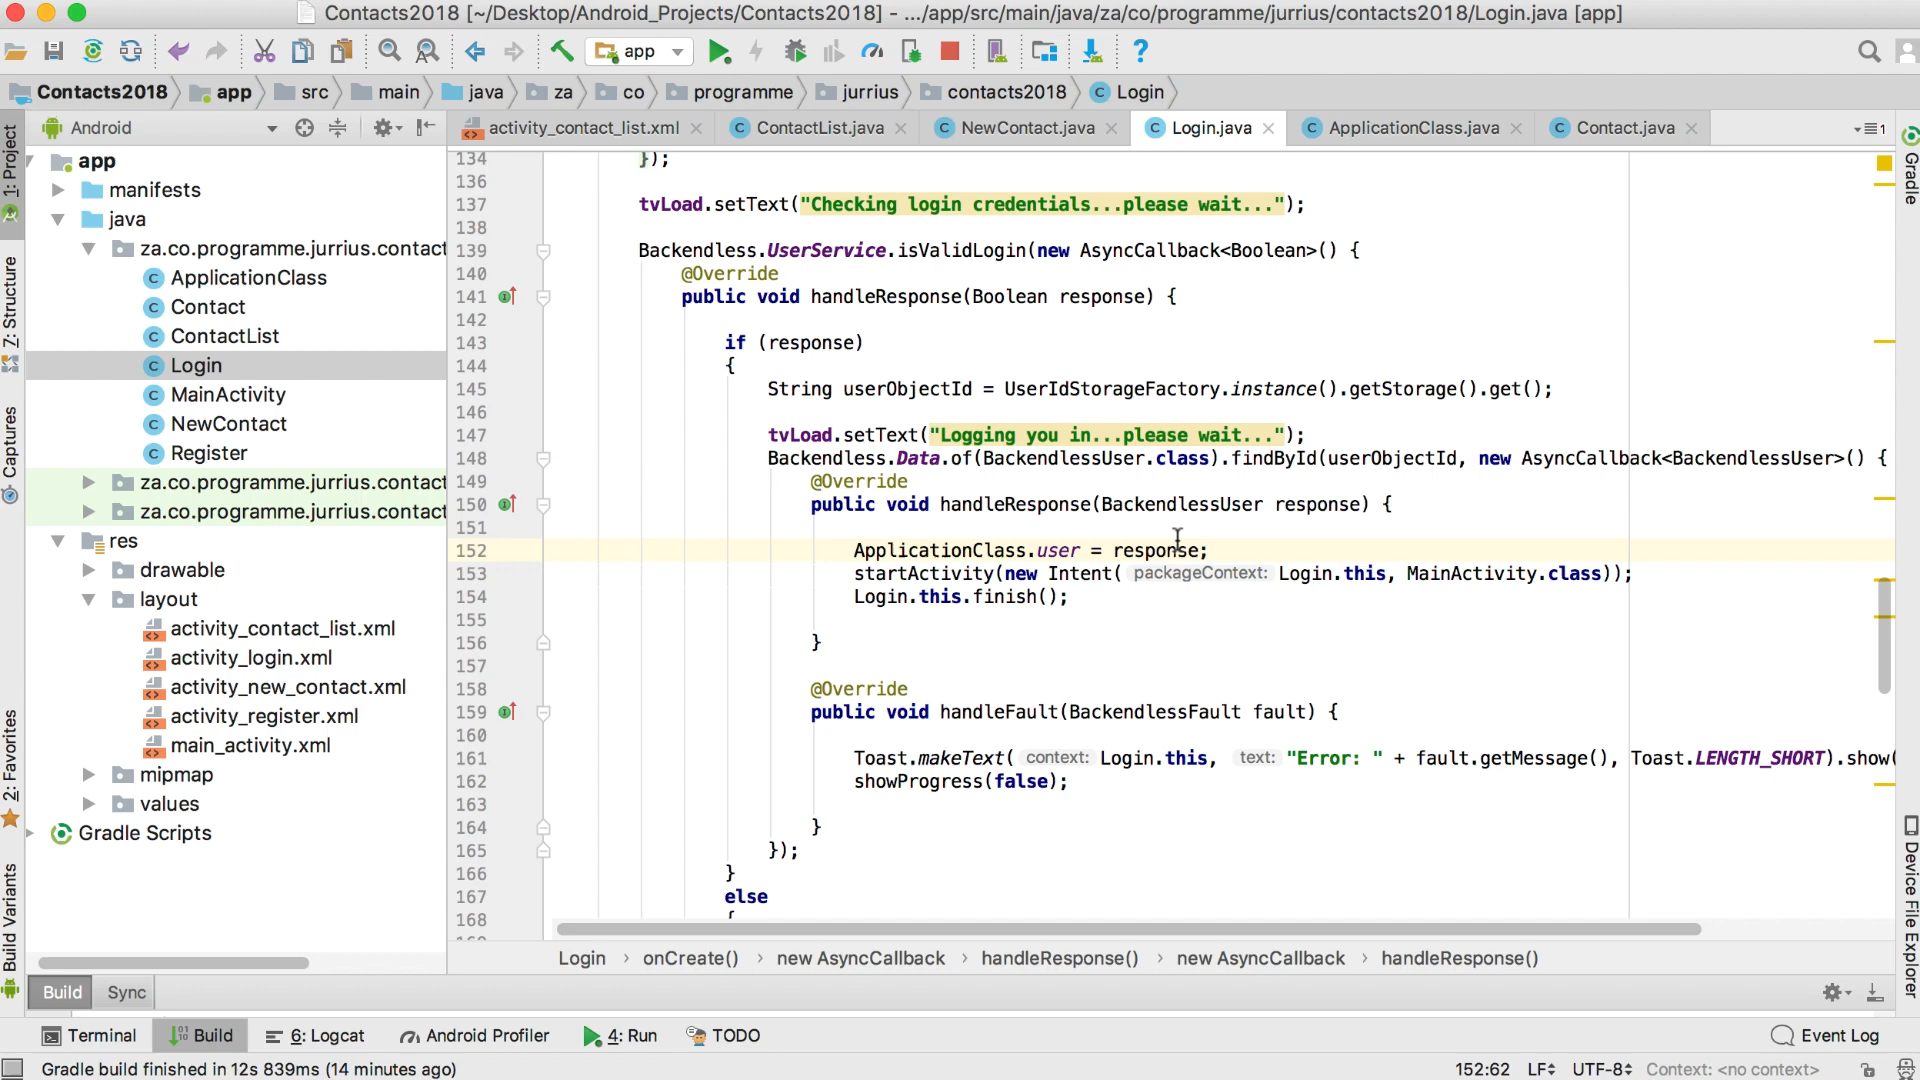 Contacts2018 [~/Desktop/Android_Projects/Contacts2018] - .../app/src/main/java/za/co/programme/jurrius/contacts2018/Login.java [app]
app
Contacts2018 app src main java za co programme jurrius contacts2018 Login
Android
activity_contact_list.xml ContactList.java NewContact.java Login.java ApplicationClass.java Contact.java
1
1: Project
Z: Structure
Captures
2: Favorites
Build Variants
app
manifests
java
za.co.programme.jurrius.contact
ApplicationClass
Contact
ContactList
Login
MainActivity
NewContact
Register
za.co.programme.jurrius.contact
za.co.programme.jurrius.contact
res
drawable
layout
activity_contact_list.xml
activity_login.xml
activity_new_contact.xml
activity_register.xml
main_activity.xml
mipmap
values
Gradle Scripts
134 });
136
137 tvLoad.setText("Checking login credentials...please wait...");
138
139 Backendless.UserService.isValidLogin(new AsyncCallback<Boolean>() {
140 @Override
141 public void handleResponse(Boolean response) {
142
143 if (response)
144 {
145 String userObjectId = UserIdStorageFactory.instance().getStorage().get();
146
147 tvLoad.setText("Logging you in...please wait...");
148 Backendless.Data.of(BackendlessUser.class).findById(userObjectId, new AsyncCallback<BackendlessUser>() {
149 @Override
150 public void handleResponse(BackendlessUser response) {
151
152 ApplicationClass.user = response;
153 startActivity(new Intent( packageContext: Login.this, MainActivity.class));
154 Login.this.finish();
155
156 }
157
158 @Override
159 public void handleFault(BackendlessFault fault) {
160
161 Toast.makeText( context: Login.this, text: "Error: " + fault.getMessage(), Toast.LENGTH_SHORT).show(
162 showProgress(false);
163
164 }
165 });
166 }
167 else
168 {
Gradle
Device File Explorer
Login › onCreate() › new AsyncCallback › handleResponse() › new AsyncCallback › handleResponse()
Build Sync
Terminal Build 6: Logcat Android Profiler 4: Run TODO Event Log
Gradle build finished in 12s 839ms (14 minutes ago) 152:62 LF UTF-8 Context: <no context>